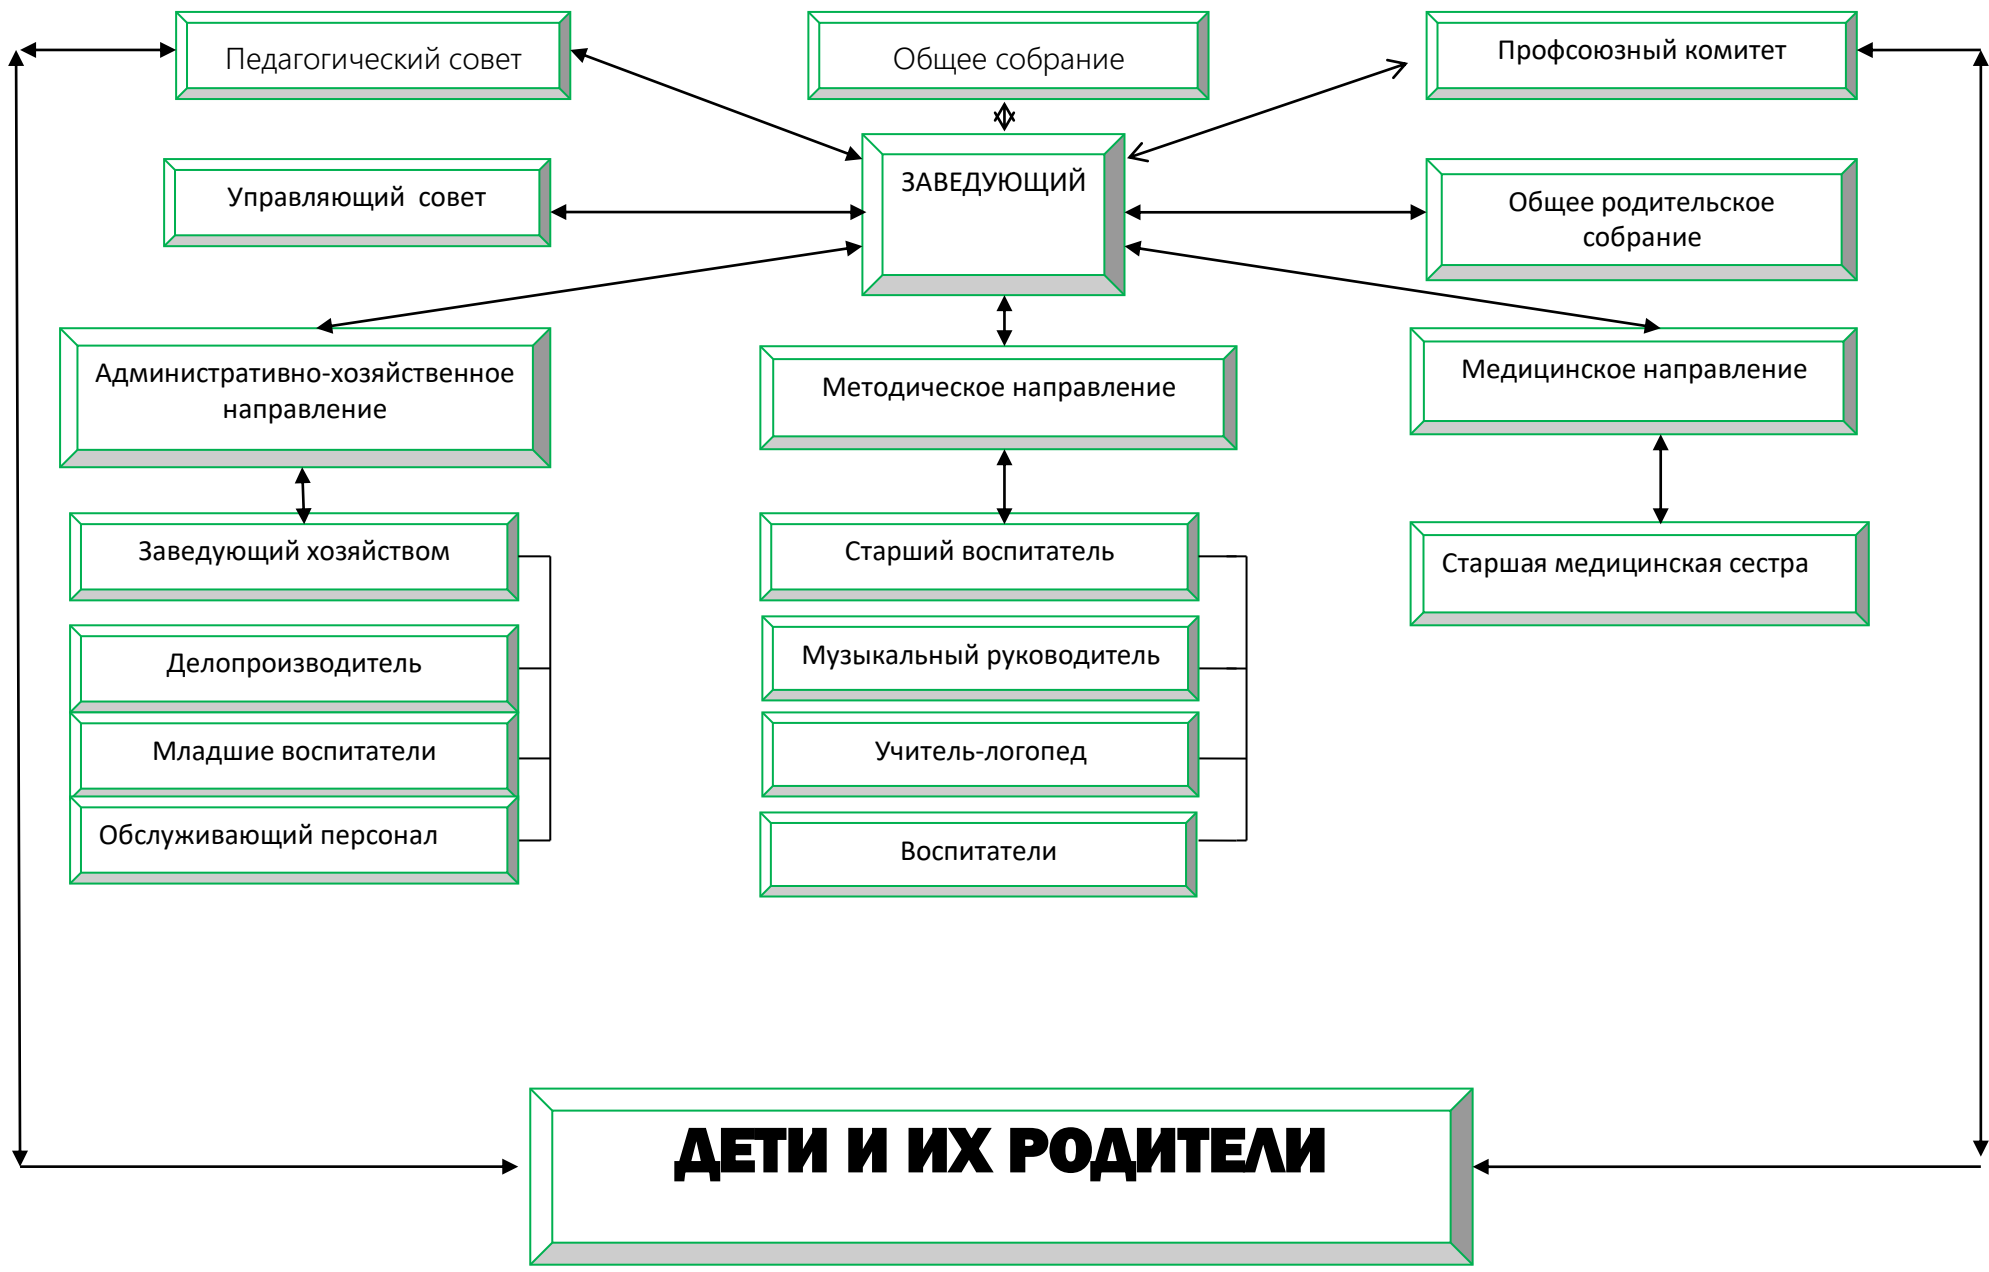 Педагогический совет
Общее собрание
Профсоюзный комитет
Управляющий  совет
ЗАВЕДУЮЩИЙ
Общее родительское
собрание
Административно-хозяйственное
направление
Методическое направление
Медицинское направление
Заведующий хозяйством
Делопроизводитель
Младшие воспитатели
Обслуживающий персонал
Старший воспитатель
Музыкальный руководитель
Учитель-логопед
Воспитатели
Старшая медицинская сестра
ДЕТИ И ИХ РОДИТЕЛИ